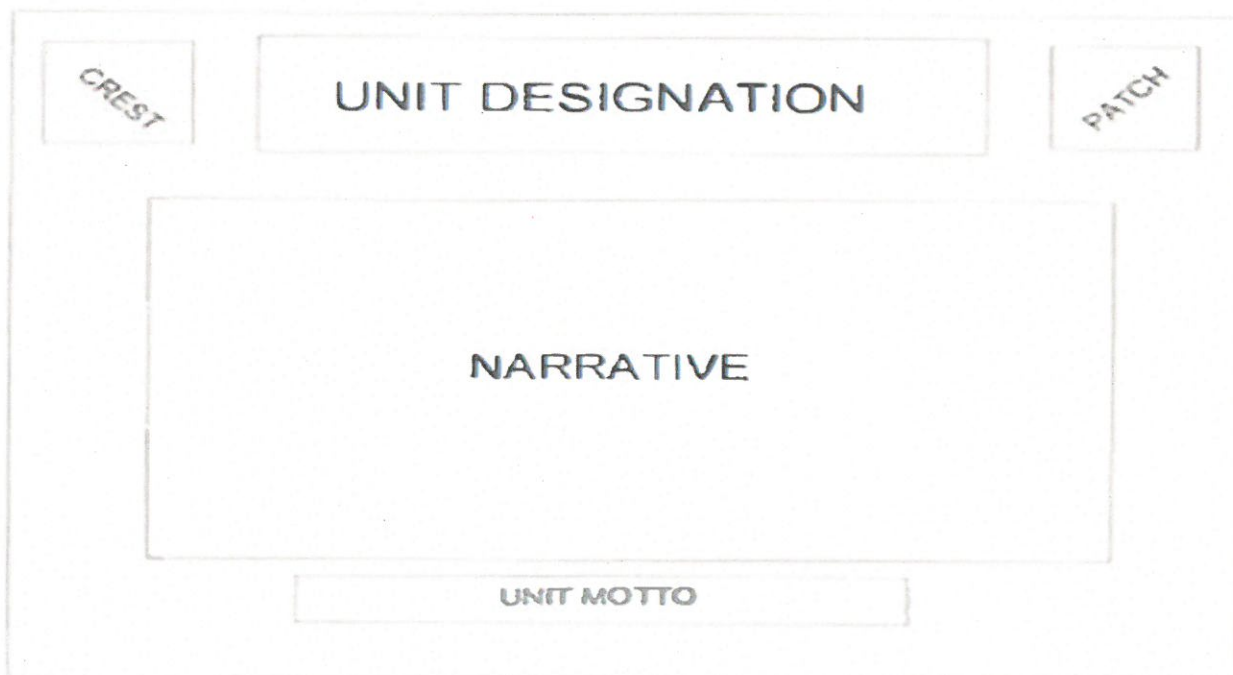 CREST
UNIT DESIGNATION
PATCH
NARRATIVE
UNIT MOTTO